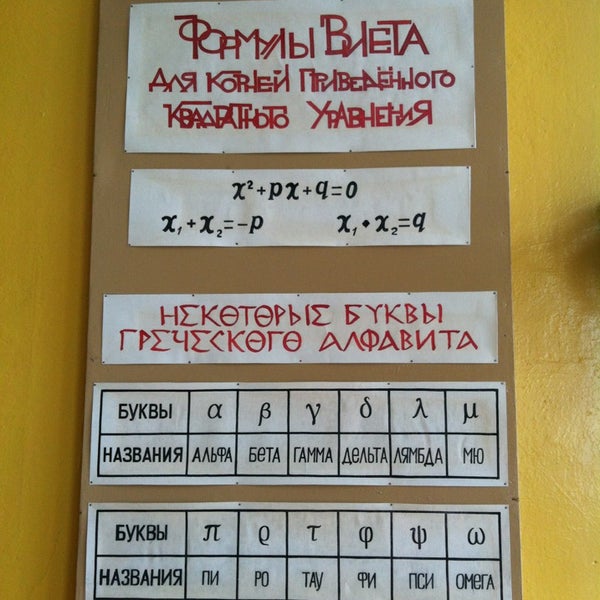 Формулы Виета
для корней приведённого
квадратного уравнения
x²+px+q=0
x₁+x₂=-p x₁•x₂=q
НЕКОТОРЫЕ БУКВЫ
ГРЕЧЕСКОГО АЛФАВИТА
БУКВЫ α β γ δ λ μ
НАЗВАНИЯ АЛЬФА БЕТА ГАММА ДЕЛЬТА ЛЯМБДА МЮ
БУКВЫ π ρ τ φ ψ ω
НАЗВАНИЯ ПИ РО ТАУ ФИ ПСИ ОМЕГА